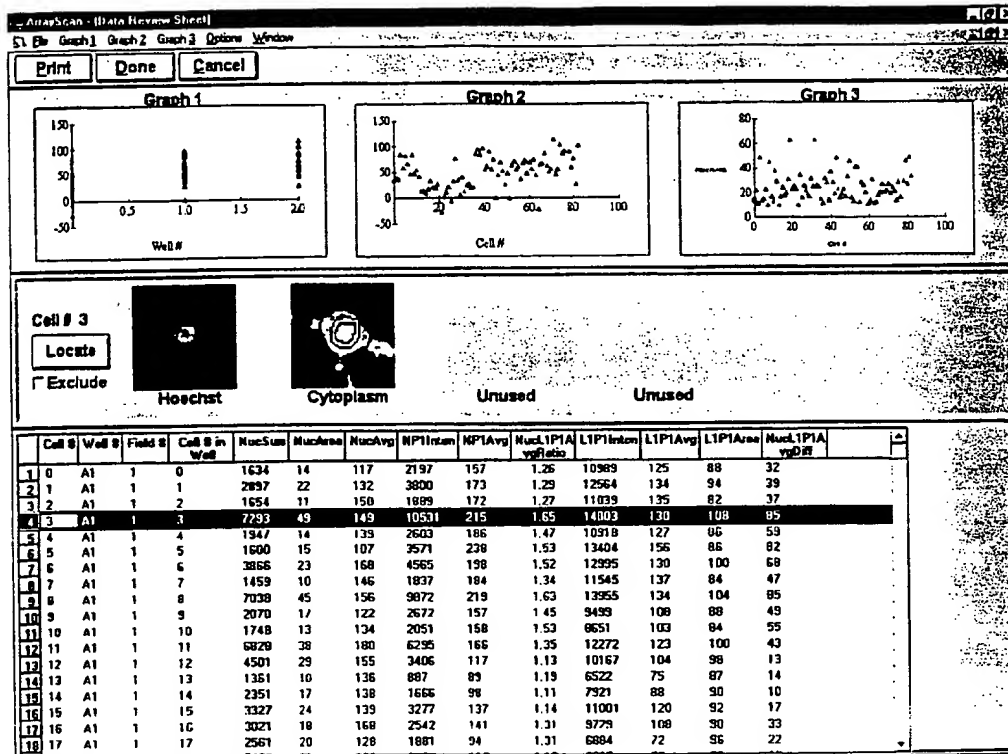 ArrayScan - [Data Review Sheet]
File Graph 1 Graph 2 Graph 3 Options Window
Print Done Cancel
Graph 1 Graph 2 Graph 3
150 100 50 0 -50
0.5 1.0 1.5 2.0
Well #
150 100 50 0 -50
20 40 60 80 100
Cell #
80 60 40 20 0
0 20 40 60 80 100
Cell # 3
Locate
Exclude
Hoechst Cytoplasm Unused Unused
Cell # Well # Field # Cell # in Well NucSum NucArea NucAvg NP1Inten NP1Avg NucL1P1AvgRatio L1P1Inten L1P1Avg L1P1Area NucL1P1AvgDiff
1 0 A1 1 0 1634 14 117 2197 157 1.26 10989 125 88 32
2 1 A1 1 1 2897 22 132 3800 173 1.29 12564 134 94 39
3 2 A1 1 2 1654 11 150 1889 172 1.27 11039 135 82 37
4 3 A1 1 3 7293 49 149 10531 215 1.65 14003 130 108 85
5 4 A1 1 4 1947 14 139 2603 186 1.47 10918 127 86 59
6 5 A1 1 5 1600 15 107 3571 238 1.53 13404 156 86 82
7 6 A1 1 6 3866 23 168 4565 198 1.52 12995 130 100 68
8 7 A1 1 7 1459 10 146 1837 184 1.34 11545 137 84 47
9 8 A1 1 8 7038 45 156 9872 219 1.63 13955 134 104 85
10 9 A1 1 9 2070 17 122 2672 157 1.45 9499 108 88 49
11 10 A1 1 10 1748 13 134 2051 158 1.53 8651 103 84 55
12 11 A1 1 11 6828 38 180 6295 166 1.35 12272 123 100 43
13 12 A1 1 12 4501 29 155 3406 117 1.13 10167 104 98 13
14 13 A1 1 13 1361 10 136 887 89 1.19 6522 75 87 14
15 14 A1 1 14 2351 17 138 1666 98 1.11 7921 88 90 10
16 15 A1 1 15 3327 24 139 3277 137 1.14 11001 120 92 17
17 16 A1 1 16 3021 18 168 2542 141 1.31 9779 108 90 33
18 17 A1 1 17 2561 20 128 1881 94 1.31 6884 72 96 22